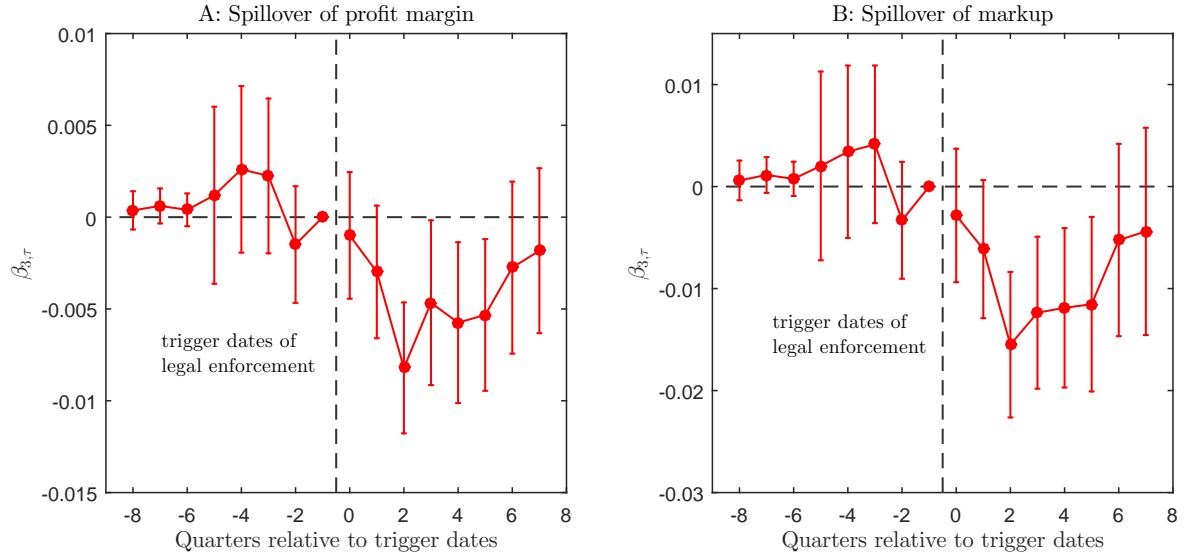 A: Spillover of profit margin
0.01
0.005
0
-0.005
-0.01
-0.015
β3,τ
trigger dates of
legal enforcement
-8 -6 -4 -2 0 2 4 6 8
Quarters relative to trigger dates
B: Spillover of markup
0.01
0
-0.01
-0.02
-0.03
β3,τ
trigger dates of
legal enforcement
-8 -6 -4 -2 0 2 4 6 8
Quarters relative to trigger dates